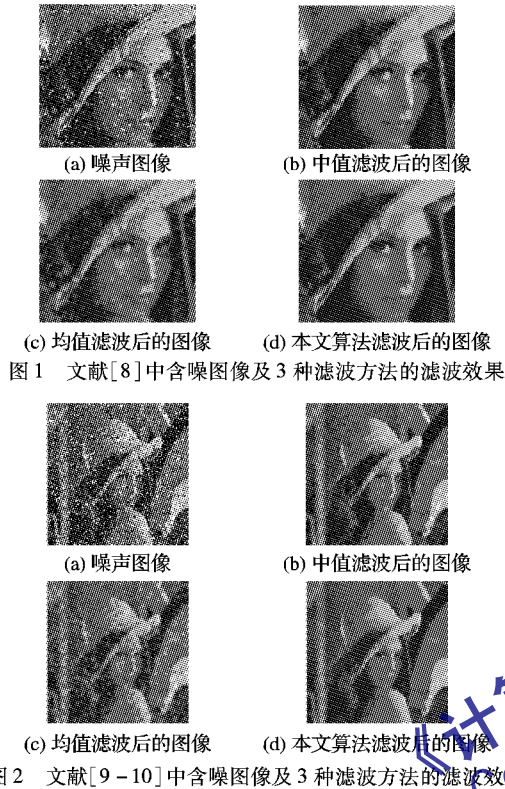 (a) 噪声图像
(b) 中值滤波后的图像
(c) 均值滤波后的图像
(d) 本文算法滤波后的图像
图 1 文献[8]中含噪图像及 3 种滤波方法的滤波效果
(a) 噪声图像
(b) 中值滤波后的图像
(c) 均值滤波后的图像
(d) 本文算法滤波后的图像
图 2 文献[9-10]中含噪图像及 3 种滤波方法的滤波效
《计